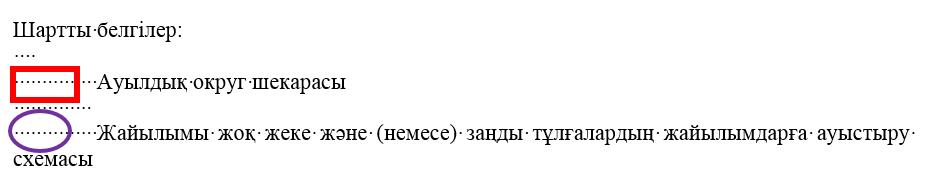 Шартты белгілер:
Ауылдық округ шекарасы
Жайылымы жоқ жеке және (немесе) заңды тұлғалардың жайылымдарға ауыстыру
схемасы